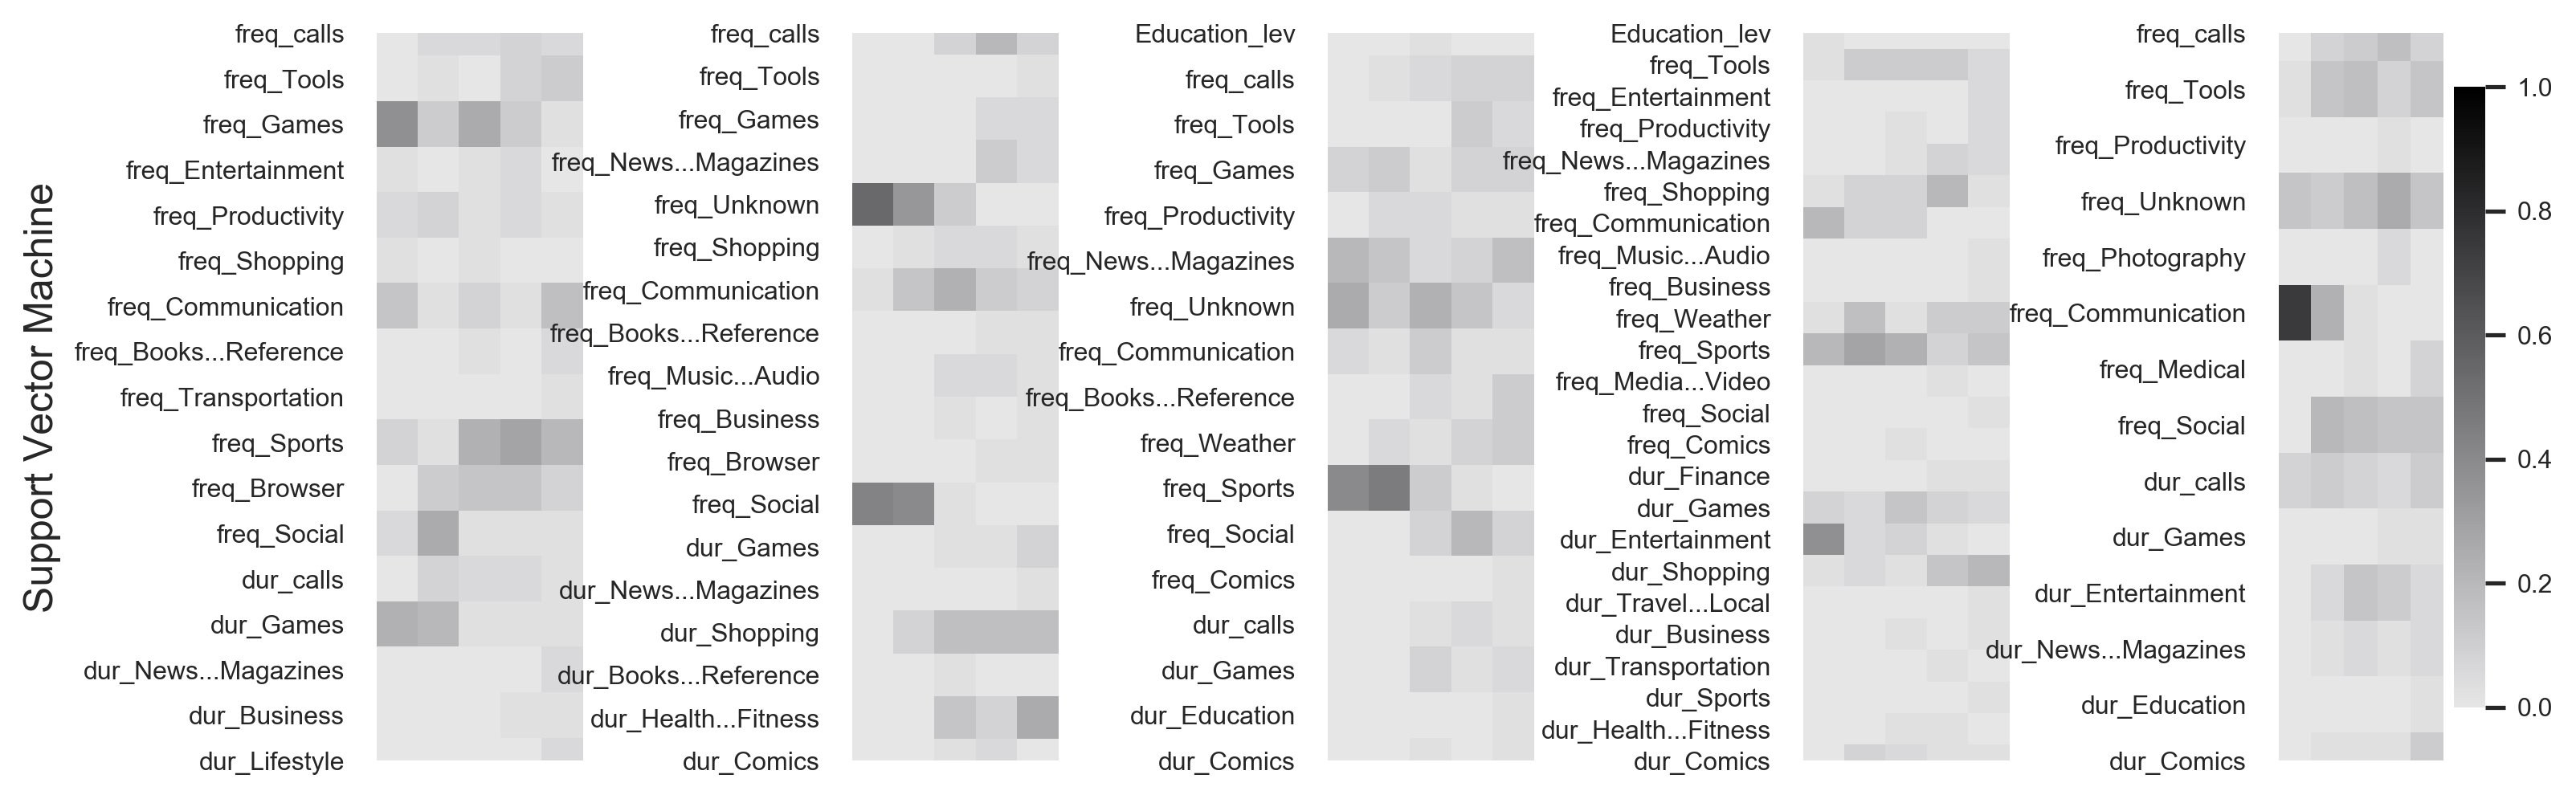 Support Vector Machine
freq_calls
freq_Tools
freq_Games
freq_Entertainment
freq_Productivity
freq_Shopping
freq_Communication
freq_Books...Reference
freq_Transportation
freq_Sports
freq_Browser
freq_Social
dur_calls
dur_Games
dur_News...Magazines
dur_Business
dur_Lifestyle
freq_calls
freq_Tools
freq_Games
freq_News...Magazines
freq_Unknown
freq_Shopping
freq_Communication
freq_Books...Reference
freq_Music...Audio
freq_Business
freq_Browser
freq_Social
dur_Games
dur_News...Magazines
dur_Shopping
dur_Books...Reference
dur_Health...Fitness
dur_Comics
Education_lev
freq_calls
freq_Tools
freq_Games
freq_Productivity
freq_News...Magazines
freq_Unknown
freq_Communication
freq_Books...Reference
freq_Weather
freq_Sports
freq_Social
freq_Comics
dur_calls
dur_Games
dur_Education
dur_Comics
Education_lev
freq_Tools
freq_Entertainment
freq_Productivity
freq_News...Magazines
freq_Shopping
freq_Communication
freq_Music...Audio
freq_Business
freq_Weather
freq_Sports
freq_Media...Video
freq_Social
freq_Comics
dur_Finance
dur_Games
dur_Entertainment
dur_Shopping
dur_Travel...Local
dur_Business
dur_Transportation
dur_Sports
dur_Health...Fitness
dur_Comics
freq_calls
freq_Tools
freq_Productivity
freq_Unknown
freq_Photography
freq_Communication
freq_Medical
freq_Social
dur_calls
dur_Games
dur_Entertainment
dur_News...Magazines
dur_Education
dur_Comics
1.0
0.8
0.6
0.4
0.2
0.0